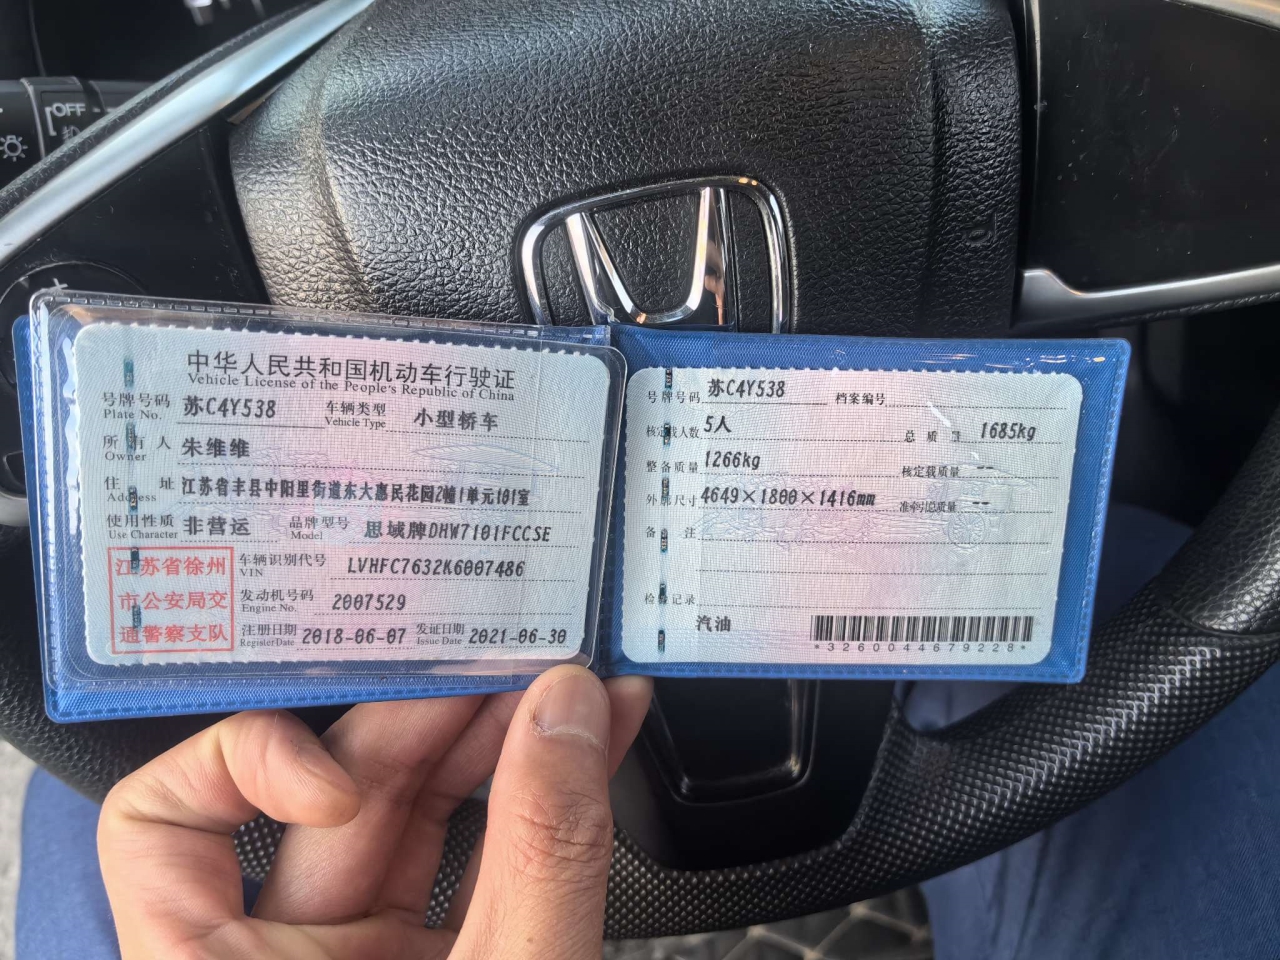 OFF
+
中华人民共和国机动车行驶证
Vehicle License of the People's Republic of China
号牌号码 苏C4Y538 车辆类型 小型轿车
Plate No. Vehicle Type
所有人 朱维维
Owner
住址 江苏省丰县中阳里街道东大嘉民花园2幢1单元101室
Address
使用性质 非营运 品牌型号 思域牌DHW7101FCCSE
Use Character Model
江苏省徐州
市公安局交
通警察支队
车辆识别代号 LVHFC7632K6007486
VIN
发动机号码 2007529
Engine No.
注册日期 2018-06-07 发证日期 2021-06-30
Register Date Issue Date
号牌号码 苏C4Y538 档案编号
核定载人数 5人 总质量 1685kg
整备质量 1266kg 核定载质量 --
外廓尺寸 4649×1800×1416mm 准牵引总质量 --
备注
检验记录
汽油
*3260044679228*